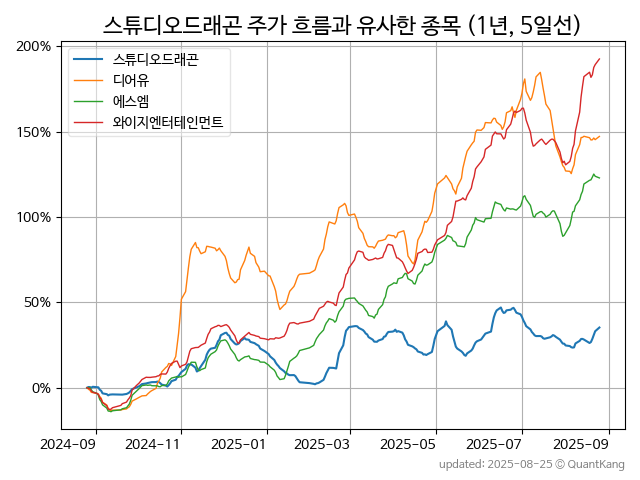 스튜디오드래곤 주가 흐름과 유사한 종목 (1년, 5일선)
200%
150%
100%
50%
0%
스튜디오드래곤
디어유
에스엠
와이지엔터테인먼트
2024-09 2024-11 2025-01 2025-03 2025-05 2025-07 2025-09
updated: 2025-08-25 © QuantKang